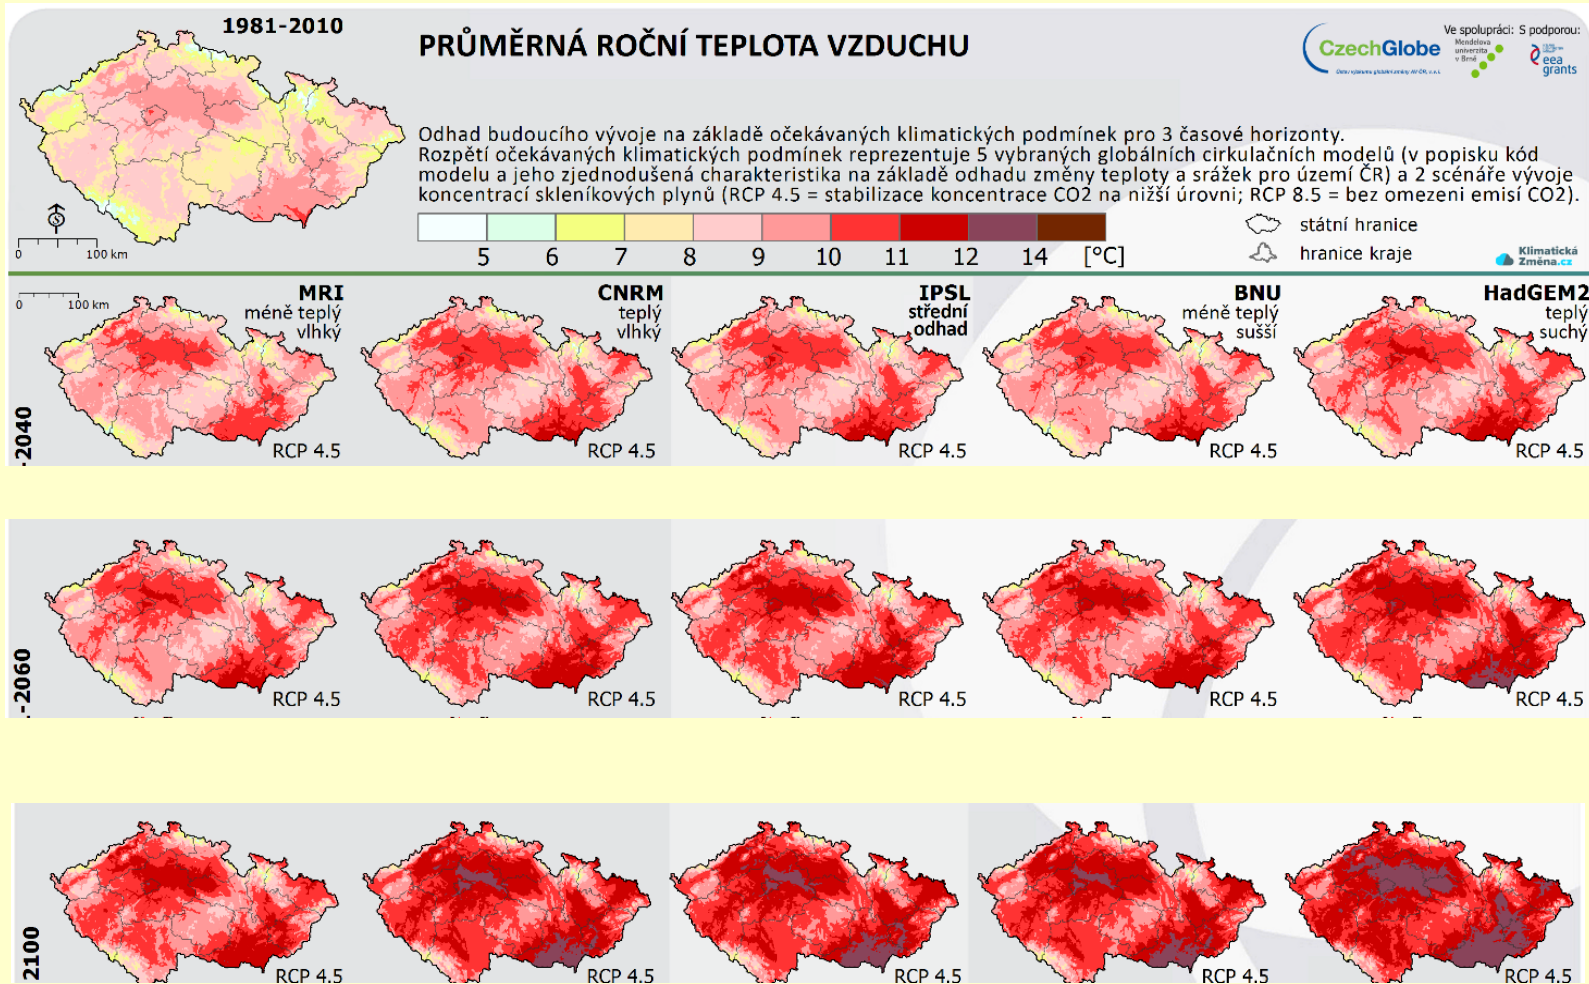 1981-2010
PRŮMĚRNÁ ROČNÍ TEPLOTA VZDUCHU
CzechGlobe
Ve spolupráci: S podporou:
Mendelova
univerzita
v Brně
eea
grants
Odhad budoucího vývoje na základě očekávaných klimatických podmínek pro 3 časové horizonty.
Rozpětí očekávaných klimatických podmínek reprezentuje 5 vybraných globálních cirkulačních modelů (v popisku kód
modelu a jeho zjednodušená charakteristika na základě odhadu změny teploty a srážek pro území ČR) a 2 scénáře vývoje
koncentrací skleníkových plynů (RCP 4.5 = stabilizace koncentrace CO2 na nižší úrovni; RCP 8.5 = bez omezeni emisí CO2).
0 100 km
5 6 7 8 9 10 11 12 14 [°C]
státní hranice
hranice kraje
Klimatická
Změna.cz
0 100 km
MRI
méně teplý
vlhký
CNRM
teplý
vlhký
IPSL
střední
odhad
BNU
méně teplý
sušší
HadGEM2
teplý
suchý
-2040
RCP 4.5 RCP 4.5 RCP 4.5 RCP 4.5 RCP 4.5
-2060
RCP 4.5 RCP 4.5 RCP 4.5 RCP 4.5 RCP 4.5
2100
RCP 4.5 RCP 4.5 RCP 4.5 RCP 4.5 RCP 4.5